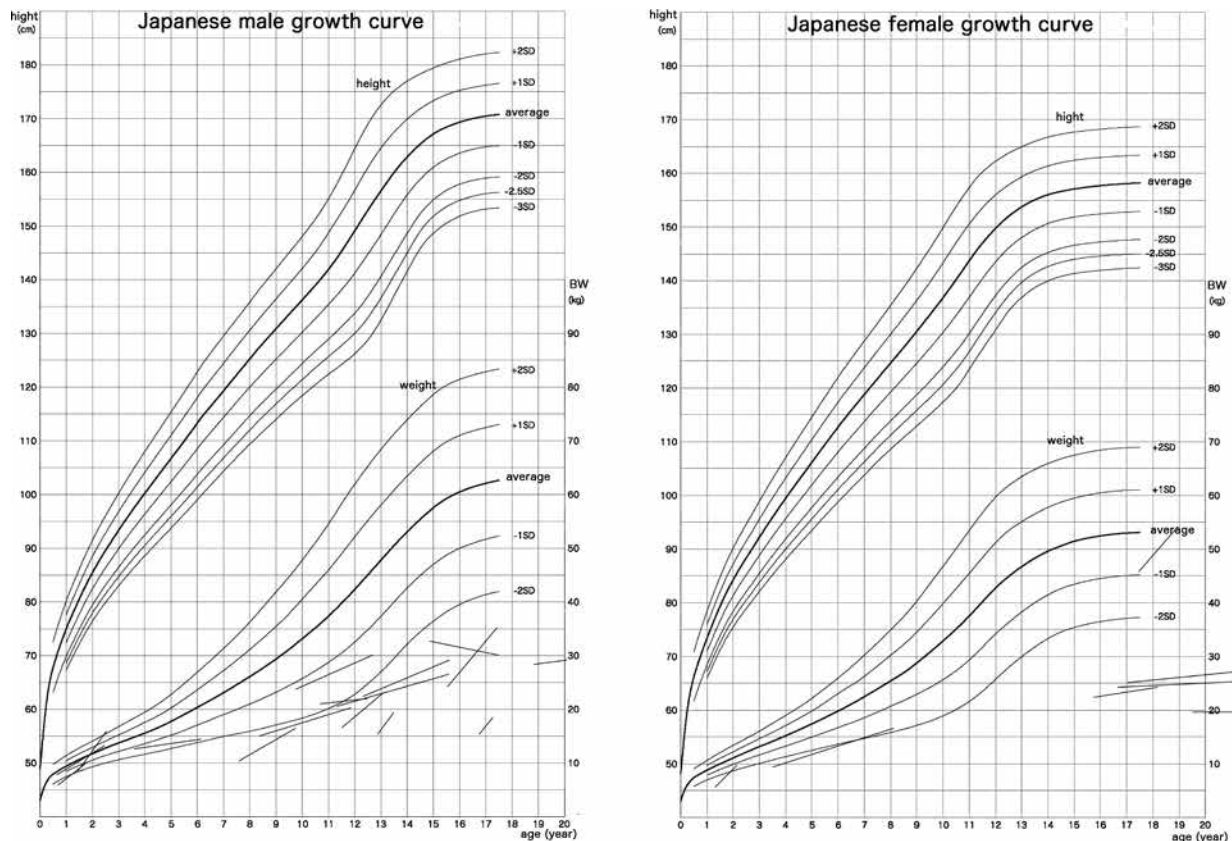 Japanese male growth curve
hight
(cm)
180
170
160
150
140
130
120
110
100
90
80
70
60
50
height
+2SD
+1SD
average
-1SD
-2SD
-2.5SD
-3SD
BW
(kg)
90
80
70
60
50
40
30
20
10
weight
+2SD
+1SD
average
-1SD
-2SD
0 1 2 3 4 5 6 7 8 9 10 11 12 13 14 15 16 17 18 19 20
age (year)
Japanese female growth curve
hight
(cm)
180
170
160
150
140
130
120
110
100
90
80
70
60
50
hight
+2SD
+1SD
average
-1SD
-2SD
-2.5SD
-3SD
BW
(kg)
90
80
70
60
50
40
30
20
10
weight
+2SD
+1SD
average
-1SD
-2SD
0 1 2 3 4 5 6 7 8 9 10 11 12 13 14 15 16 17 18 19 20
age (year)